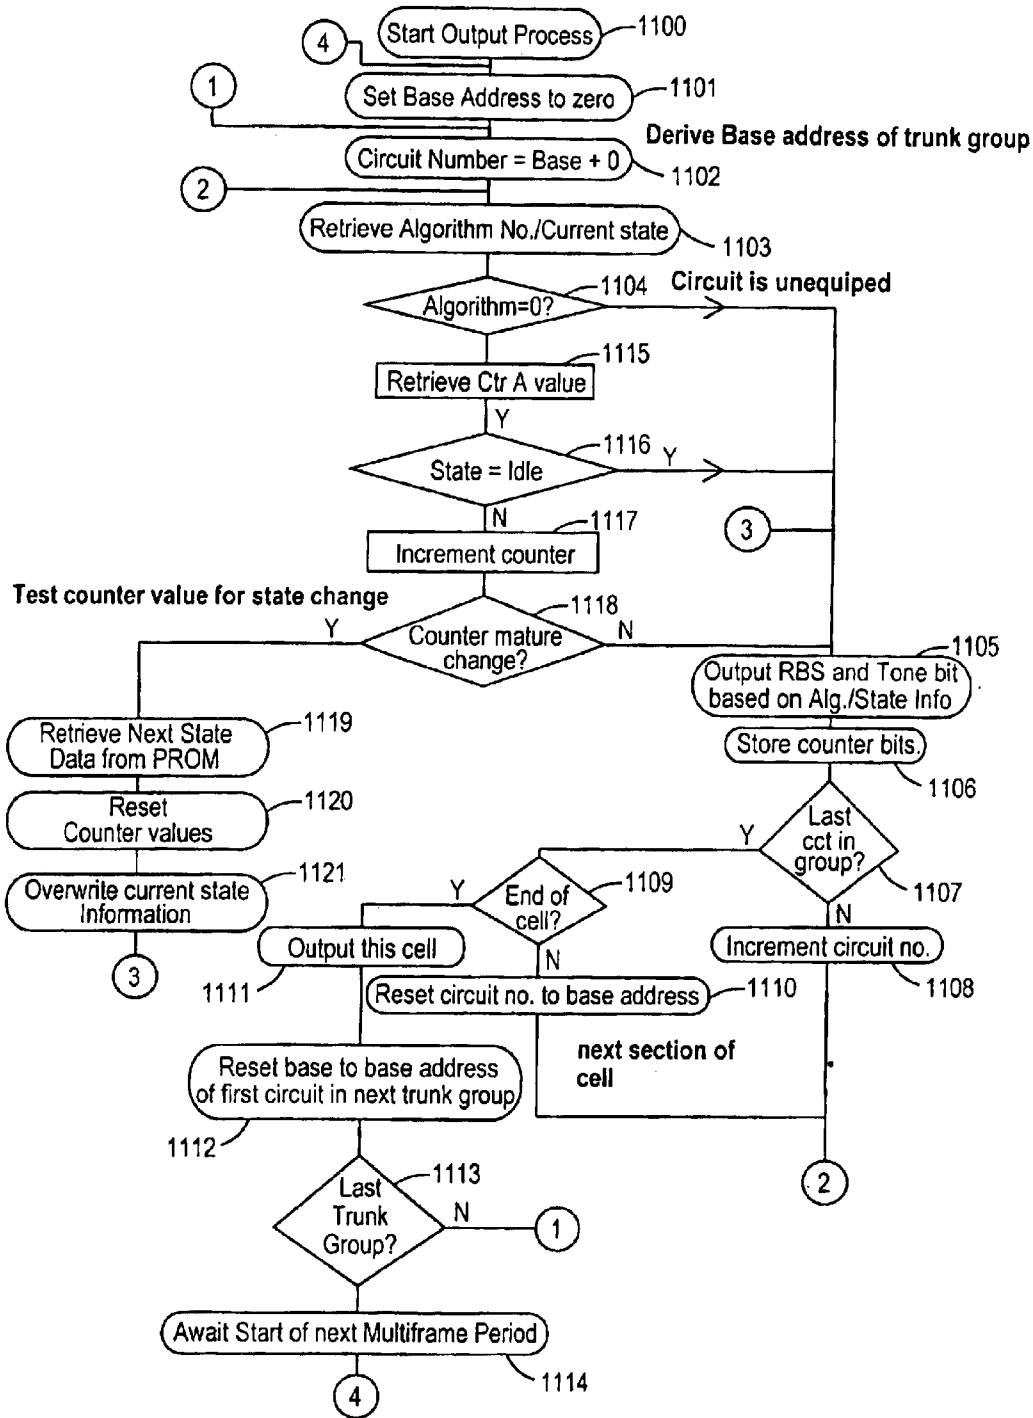 Start Output Process
1100
4
Set Base Address to zero
1101
1
Derive Base address of trunk group
Circuit Number = Base + 0
1102
2
Retrieve Algorithm No./Current state
1103
Circuit is unequiped
1104
Algorithm=0?
1115
Retrieve Ctr A value
Y
1116
State = Idle
Y
N
1117
3
Increment counter
Test counter value for state change
1118
Y
Counter mature
change?
N
1105
Output RBS and Tone bit
based on Alg./State Info
1119
Retrieve Next State
Data from PROM
Store counter bits.
1106
1120
Reset
Counter values
Last
cct in
group?
Y
1107
N
1121
Overwrite current state
Information
3
1109
End of
cell?
Y
N
Increment circuit no.
1108
Output this cell
1111
Reset circuit no. to base address
1110
next section of
cell
Reset base to base address
of first circuit in next trunk group
1112
2
1113
Last
Trunk
Group?
N
1
Await Start of next Multiframe Period
1114
4